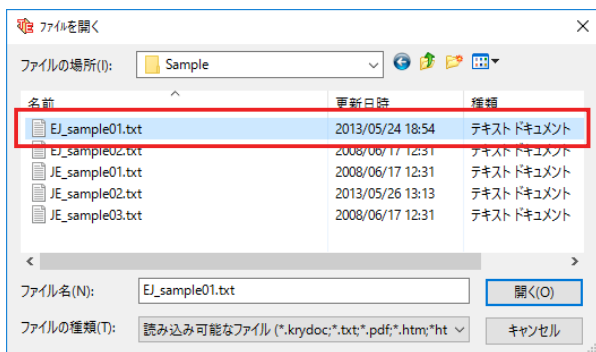 ファイルを開く
ファイルの場所(I): Sample
名前 更新日時 種類
EJ_sample01.txt 2013/05/24 18:54 テキスト ドキュメント
EJ_sample02.txt 2008/06/17 12:31 テキスト ドキュメント
JE_sample01.txt 2008/06/17 12:31 テキスト ドキュメント
JE_sample02.txt 2013/05/26 13:13 テキスト ドキュメント
JE_sample03.txt 2008/06/17 12:31 テキスト ドキュメント
ファイル名(N): EJ_sample01.txt 開く(O)
ファイルの種類(T): 読み込み可能なファイル (*.krydoc;*.txt;*.pdf;*.htm;*ht キャンセル